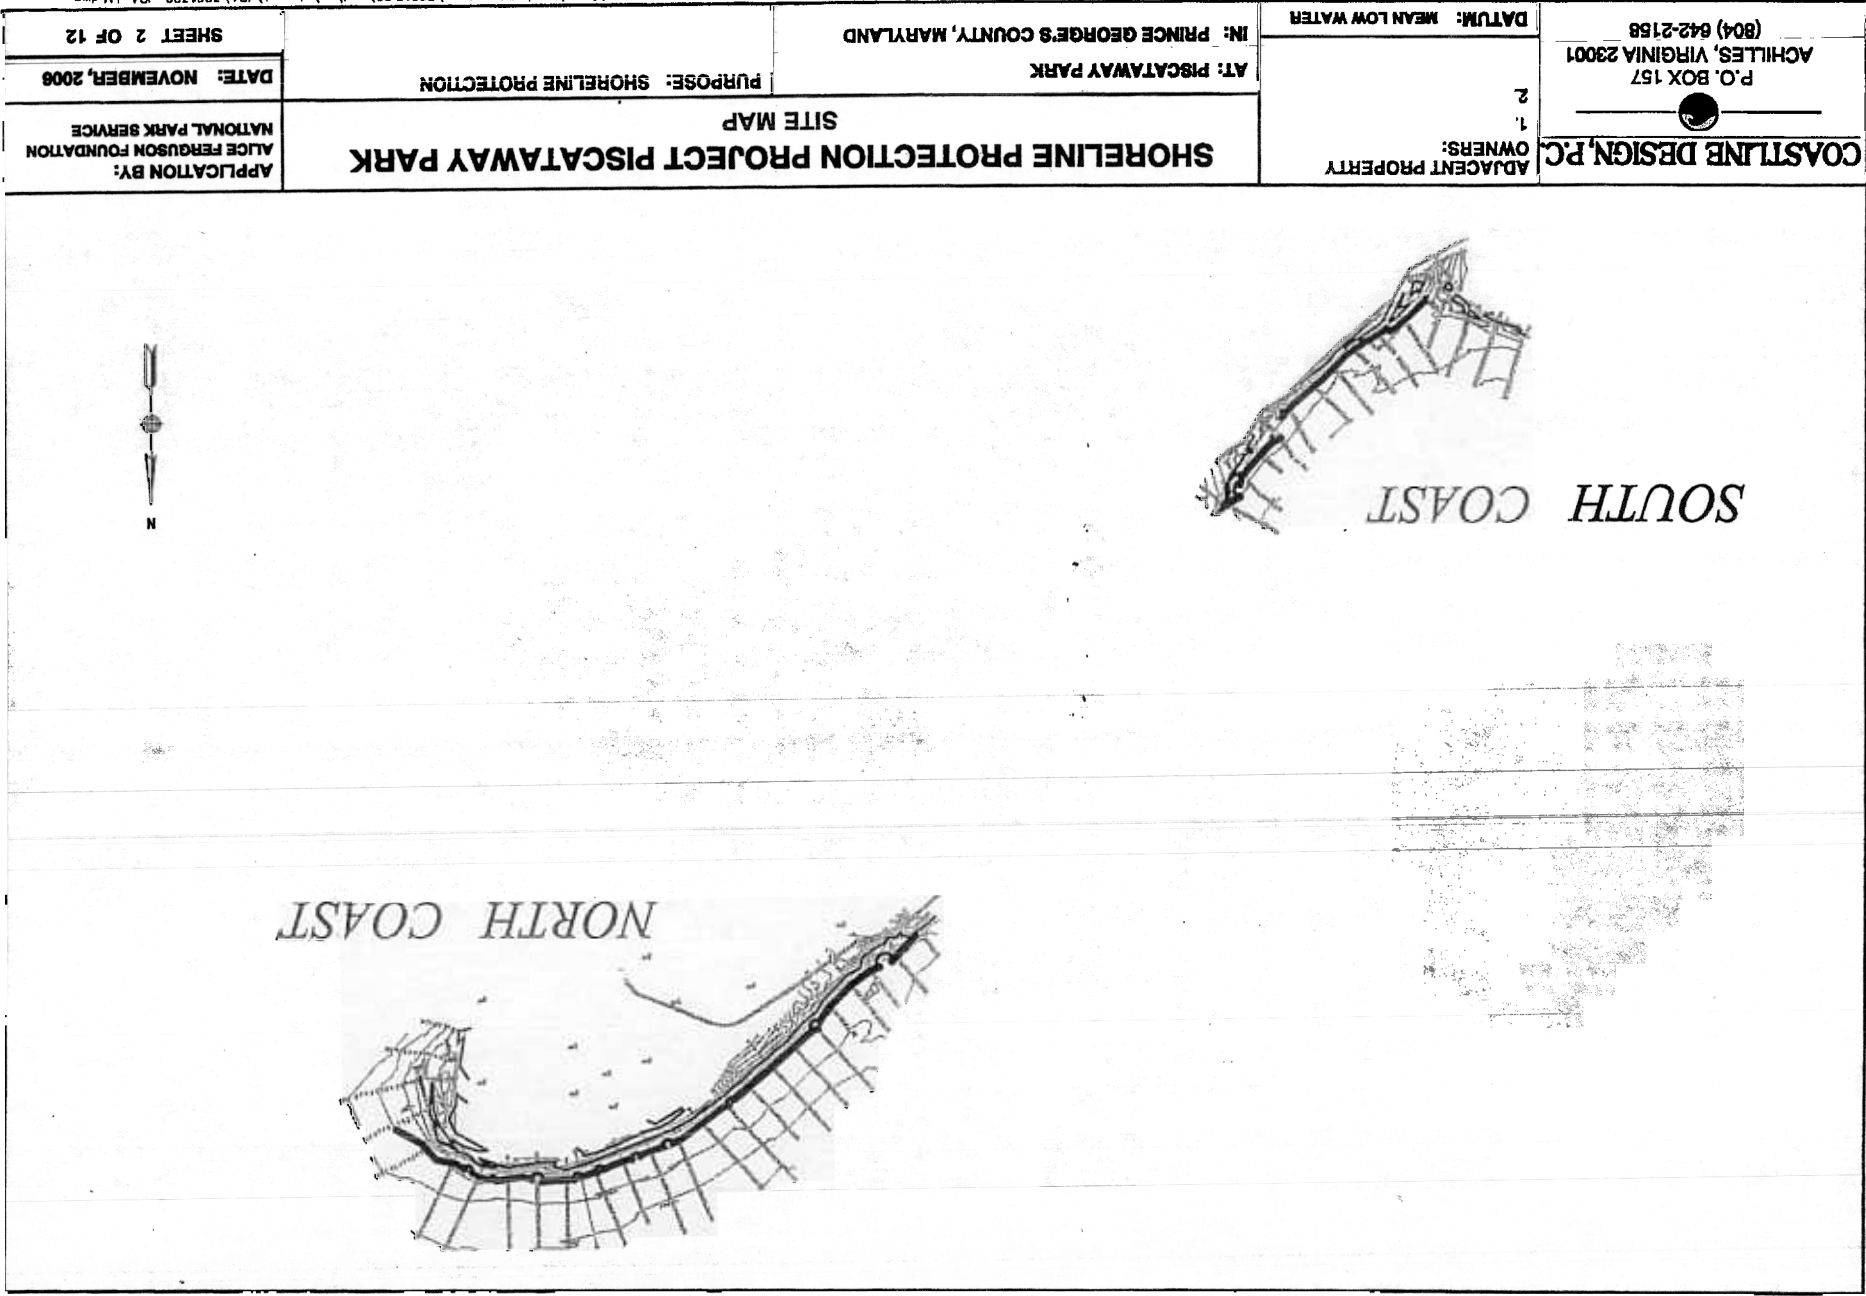 NORTH COAST
SOUTH COAST
N
COASTLINE DESIGN, P.C.
P.O. BOX 157
ACHILLES, VIRGINIA 23001
(804) 642-2158
ADJACENT PROPERTY
OWNERS:
1.
2.
DATUM: MEAN LOW WATER
SHORELINE PROTECTION PROJECT PISCATAWAY PARK
SITE MAP
AT: PISCATAWAY PARK
IN: PRINCE GEORGE'S COUNTY, MARYLAND
PURPOSE: SHORELINE PROTECTION
APPLICATION BY:
ALICE FERGUSON FOUNDATION
NATIONAL PARK SERVICE
DATE: NOVEMBER, 2006
SHEET 2 OF 12